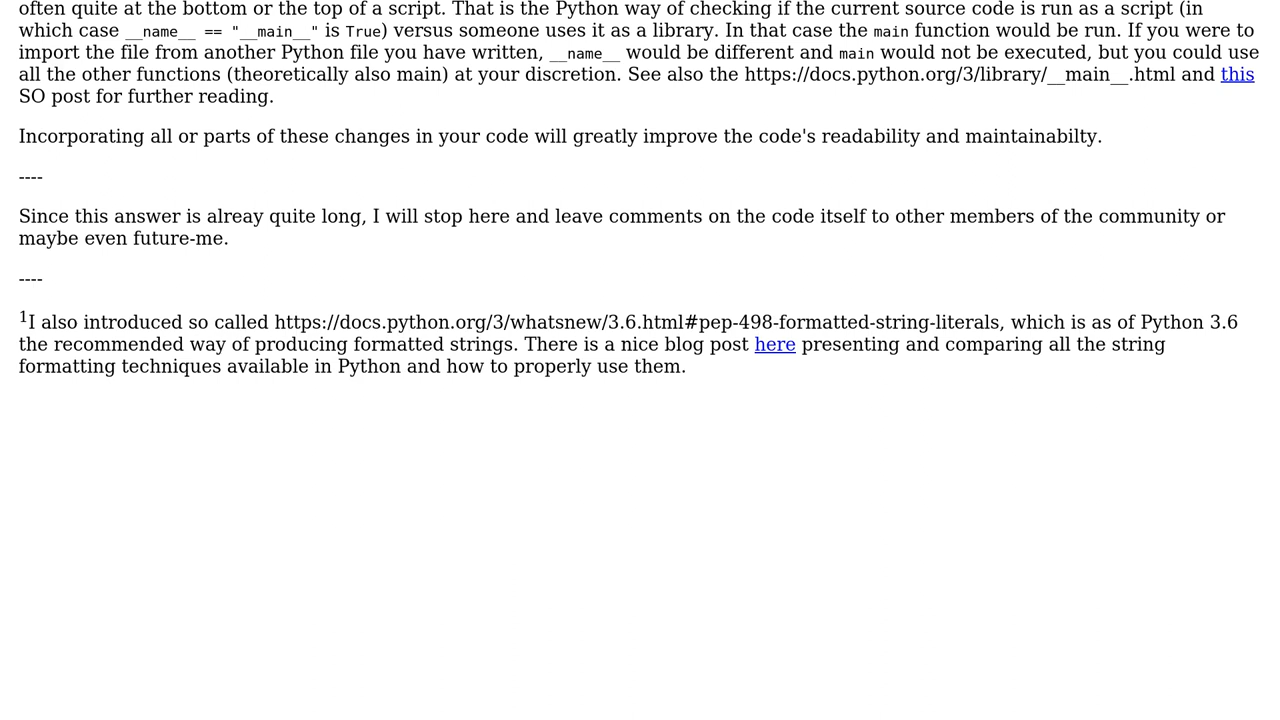 often quite at the bottom or the top of a script. That is the Python way of checking if the current source code is run as a script (in
which case __name__ == "__main__" is True) versus someone uses it as a library. In that case the main function would be run. If you were to
import the file from another Python file you have written, __name__ would be different and main would not be executed, but you could use
all the other functions (theoretically also main) at your discretion. See also the https://docs.python.org/3/library/__main__.html and this
SO post for further reading.
Incorporating all or parts of these changes in your code will greatly improve the code's readability and maintainabilty.
----
Since this answer is alreay quite long, I will stop here and leave comments on the code itself to other members of the community or
maybe even future-me.
----
1I also introduced so called https://docs.python.org/3/whatsnew/3.6.html#pep-498-formatted-string-literals, which is as of Python 3.6
the recommended way of producing formatted strings. There is a nice blog post here presenting and comparing all the string
formatting techniques available in Python and how to properly use them.